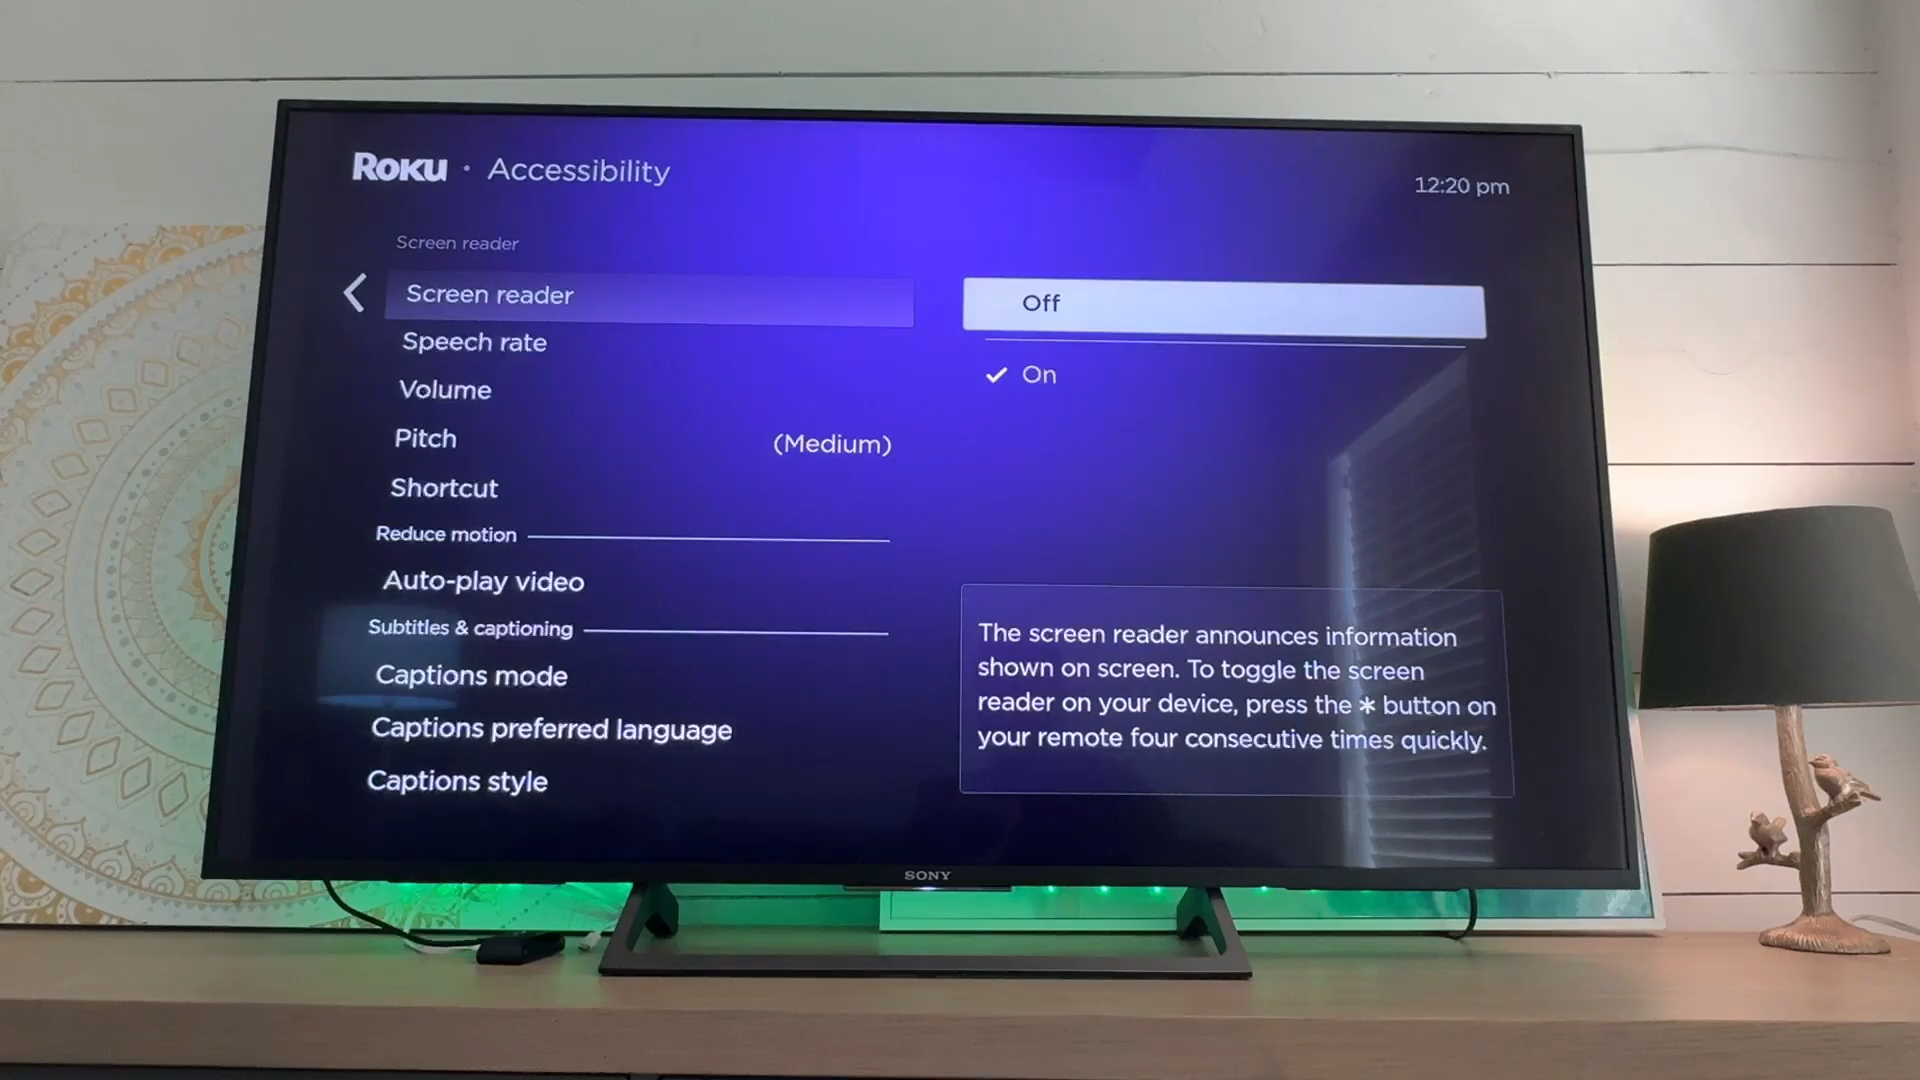 Roku • Accessibility
12:20 pm
Screen reader
Screen reader
Off
Speech rate
On
Volume
Pitch (Medium)
Shortcut
Reduce motion
Auto-play video
Subtitles & captioning
Captions mode
Captions preferred language
Captions style
The screen reader announces information
shown on screen. To toggle the screen
reader on your device, press the * button on
your remote four consecutive times quickly.
SONY